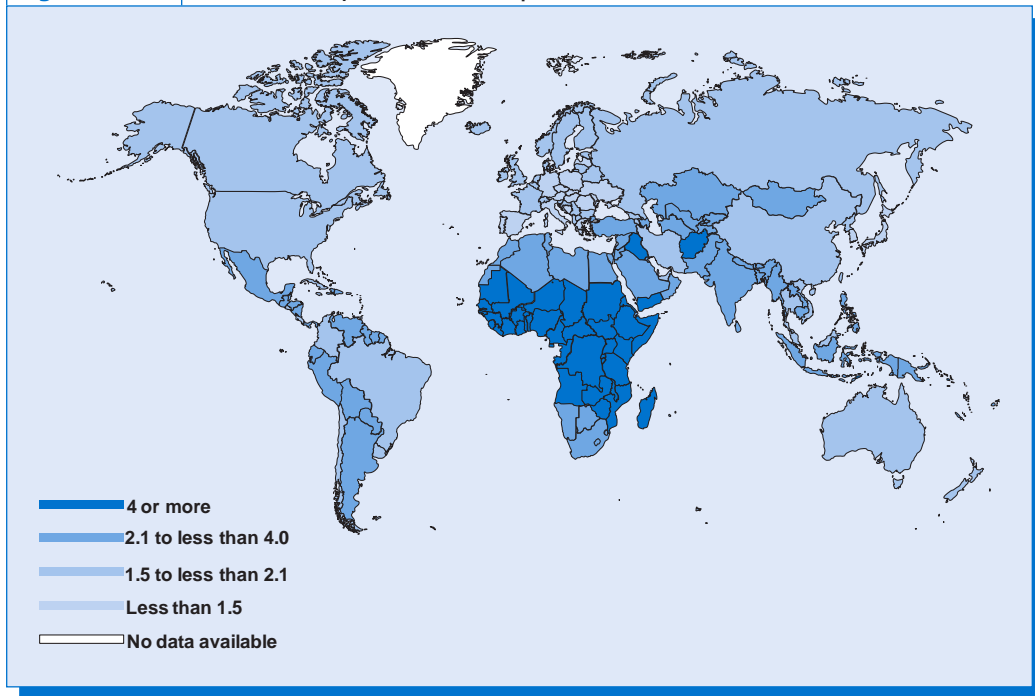 4 or more
2.1 to less than 4.0
1.5 to less than 2.1
Less than 1.5
No data available